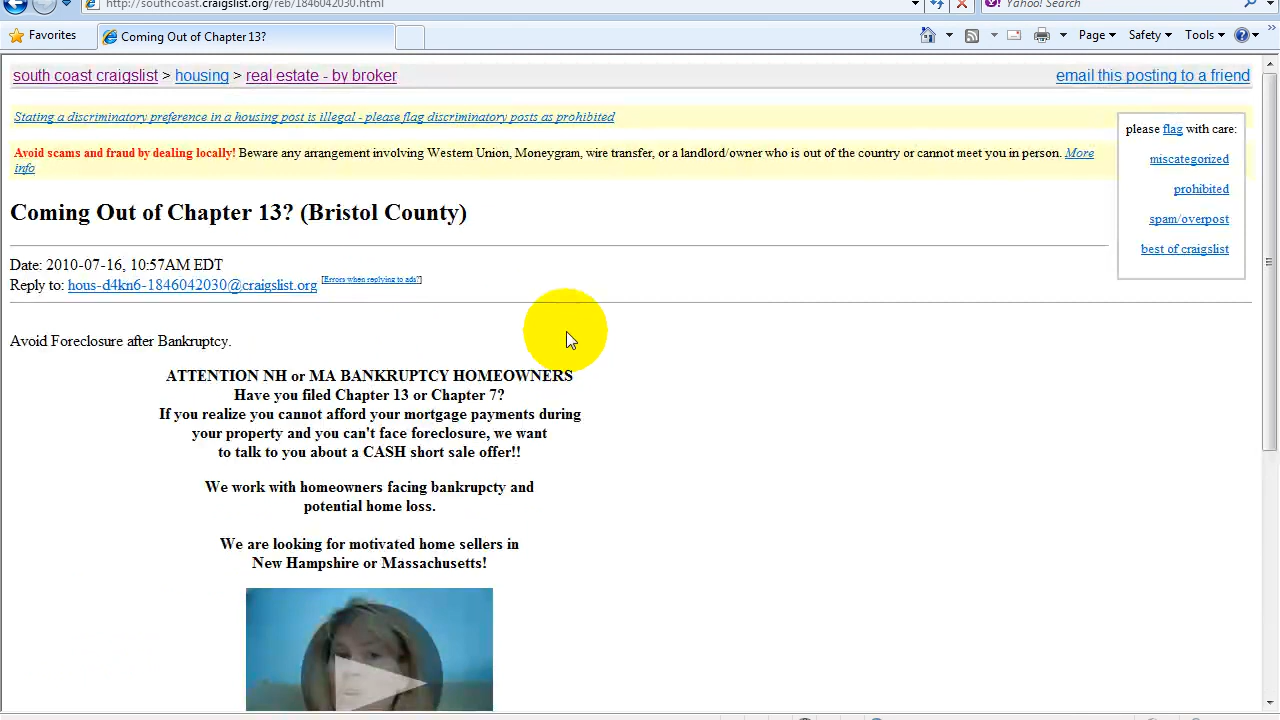 http://southcoast.craigslist.org/reb/1846042030.html
Yahoo! Search
Favorites
Coming Out of Chapter 13?
Page
Safety
Tools
south coast craigslist > housing > real estate - by broker
email this posting to a friend
Stating a discriminatory preference in a housing post is illegal - please flag discriminatory posts as prohibited
please flag with care:
Avoid scams and fraud by dealing locally! Beware any arrangement involving Western Union, Moneygram, wire transfer, or a landlord/owner who is out of the country or cannot meet you in person. More
info
miscategorized
prohibited
spam/overpost
best of craigslist
Coming Out of Chapter 13? (Bristol County)
Date: 2010-07-16, 10:57AM EDT
Reply to: hous-d4kn6-1846042030@craigslist.org [Errors when replying to ads?]
Avoid Foreclosure after Bankruptcy.
ATTENTION NH or MA BANKRUPTCY HOMEOWNERS
Have you filed Chapter 13 or Chapter 7?
If you realize you cannot afford your mortgage payments during
your property and you can't face foreclosure, we want
to talk to you about a CASH short sale offer!!
We work with homeowners facing bankrupcty and
potential home loss.
We are looking for motivated home sellers in
New Hampshire or Massachusetts!